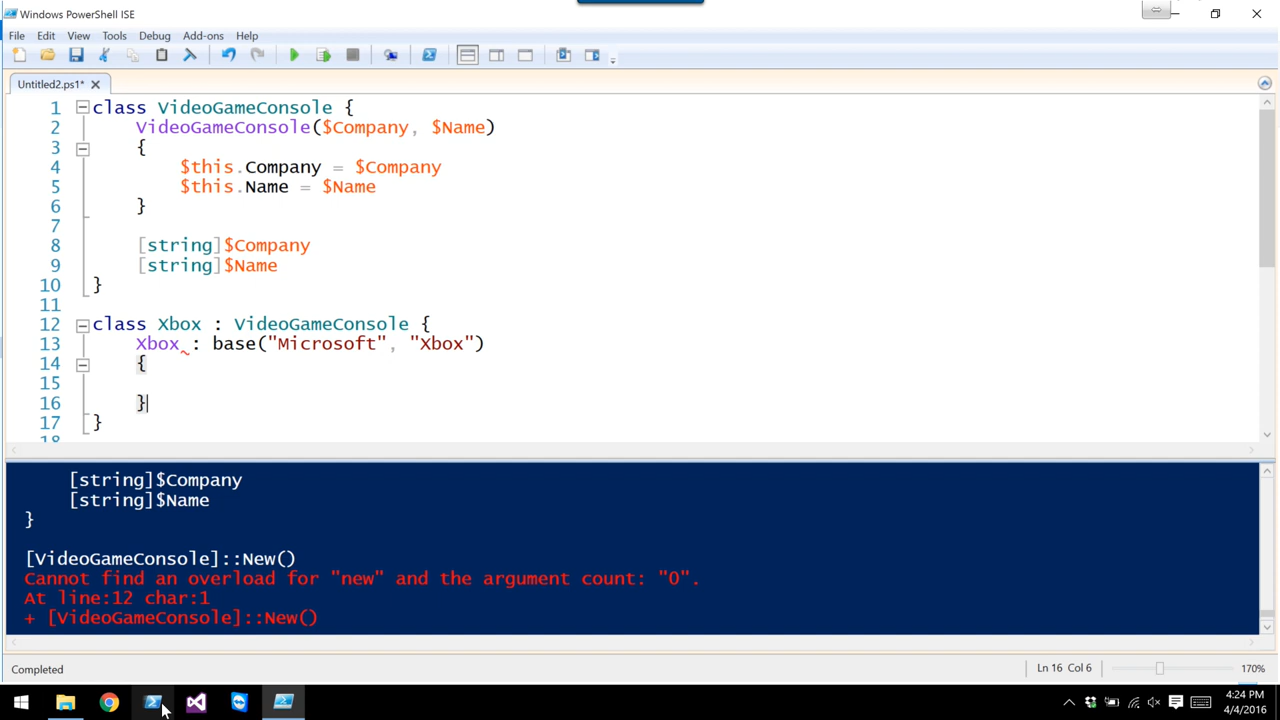 Windows PowerShell ISE
File Edit View Tools Debug Add-ons Help
Untitled2.ps1*
1 class VideoGameConsole {
2 VideoGameConsole($Company, $Name)
3 {
4 $this.Company = $Company
5 $this.Name = $Name
6 }
7
8 [string]$Company
9 [string]$Name
10 }
11
12 class Xbox : VideoGameConsole {
13 Xbox : base("Microsoft", "Xbox")
14 {
15
16 }
17 }
18
[string]$Company
[string]$Name
}
[VideoGameConsole]::New()
Cannot find an overload for "new" and the argument count: "0".
At line:12 char:1
+ [VideoGameConsole]::New()
Completed
Ln 16 Col 6
170%
4:24 PM
4/4/2016